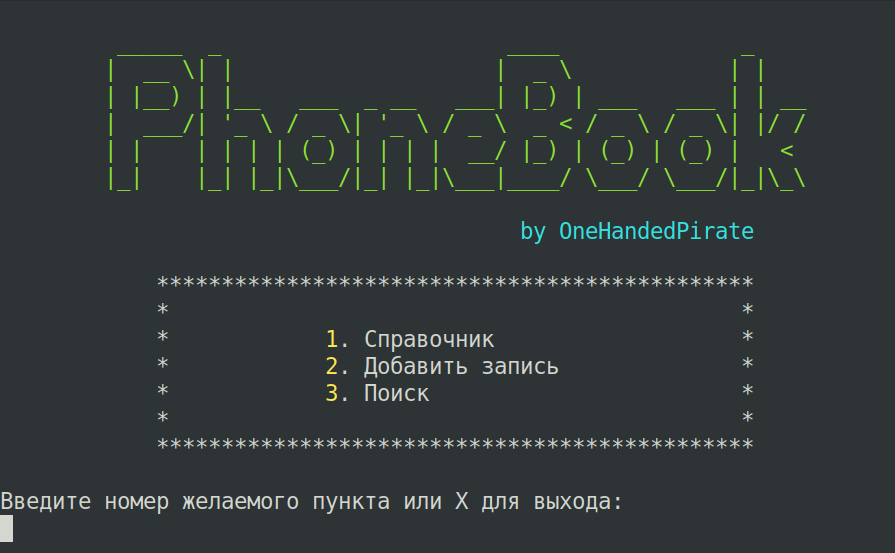 PhoneBook
by OneHandedPirate
**********************************************
* *
* 1. Справочник *
* 2. Добавить запись *
* 3. Поиск *
* *
**********************************************
Введите номер желаемого пункта или X для выхода: